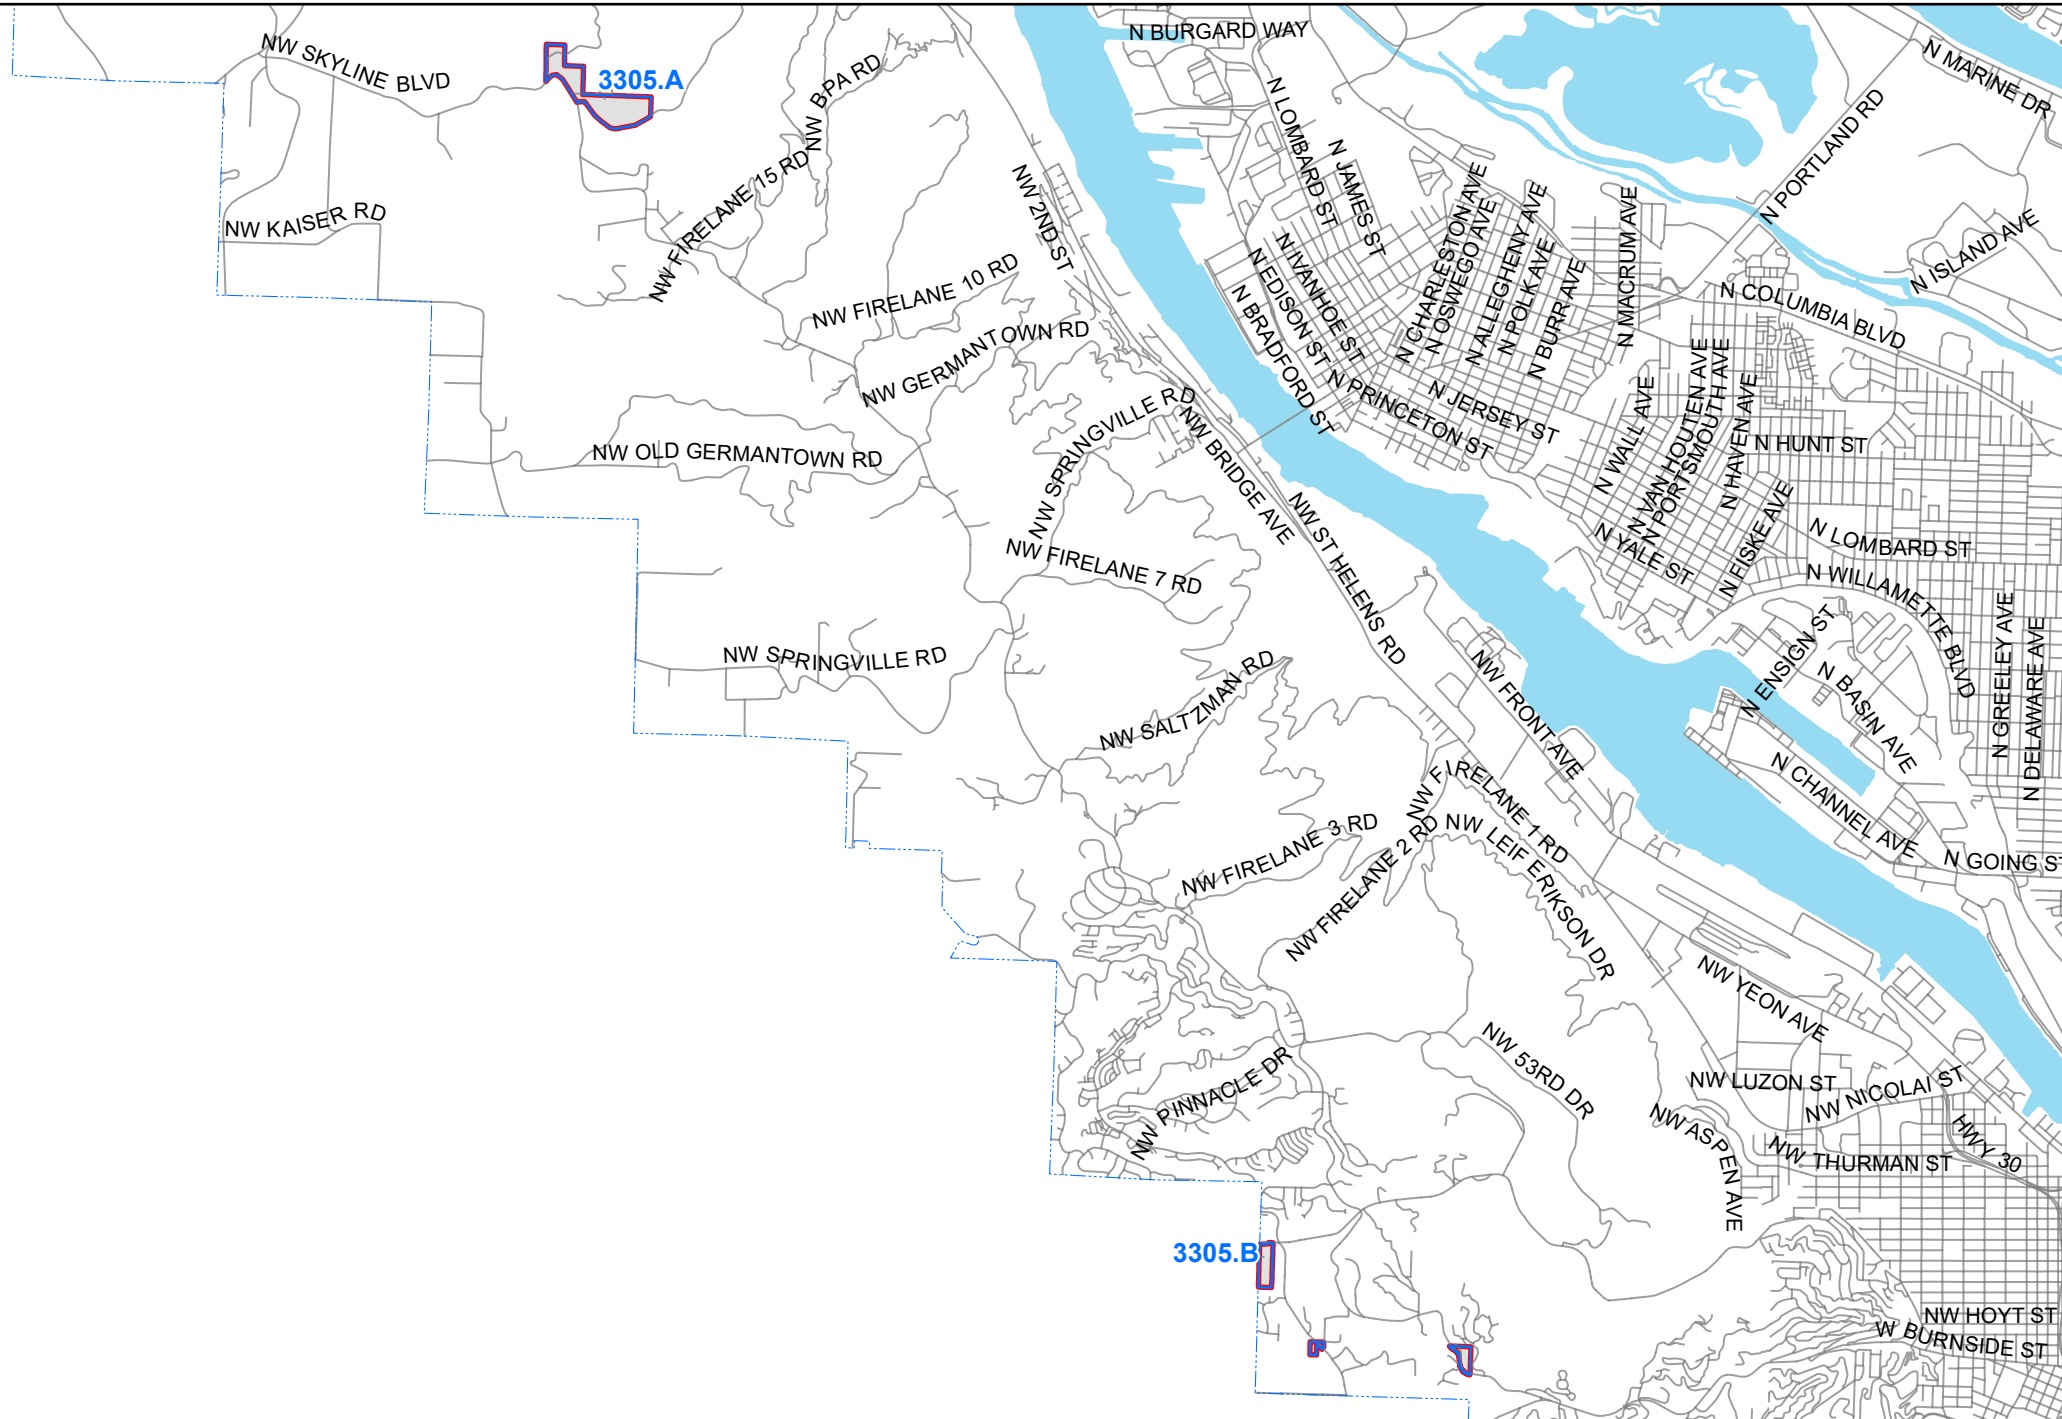 N BURGARD WAY
NW SKYLINE BLVD
3305.A
NW BPA RD
N MARINE DR
N LOMBARD ST
N JAMES ST
N PORTLAND RD
NW FIRELANE 15 RD
NW KAISER RD
NW 2ND ST
N CHARLESTON AVE
N OSWEGO AVE
N ALLEGHENY AVE
N POLK AVE
N BURR AVE
N MACRUM AVE
N ISLAND AVE
N IVANHOE ST
N EDISON ST
N BRADFORD ST
NW FIRELANE 10 RD
NW GERMANTOWN RD
N COLUMBIA BLVD
N PRINCETON ST
N JERSEY ST
N WALL AVE
N VAN HOUTEN AVE
N PORTSMOUTH AVE
N HAVEN AVE
N HUNT ST
NW OLD GERMANTOWN RD
NW SPRINGVILLE RD
NW BRIDGE AVE
NW ST HELENS RD
N YALE ST
N FISKE AVE
N LOMBARD ST
NW FIRELANE 7 RD
N WILLAMETTE BLVD
N GREELEY AVE
N DELAWARE AVE
N ENSIGN ST
N BASIN AVE
NW SPRINGVILLE RD
NW SALTZMAN RD
NW FRONT AVE
N CHANNEL AVE
N GOING ST
NW FIRELANE 1 RD
NW FIRELANE 3 RD
NW FIRELANE 2 RD
NW LEIF ERIKSON DR
NW YEON AVE
NW 53RD DR
NW PINNACLE DR
NW LUZON ST
NW NICOLAI ST
NW ASPEN AVE
NW THURMAN ST
HWY 30
3305.B
NW HOYT ST
W BURNSIDE ST